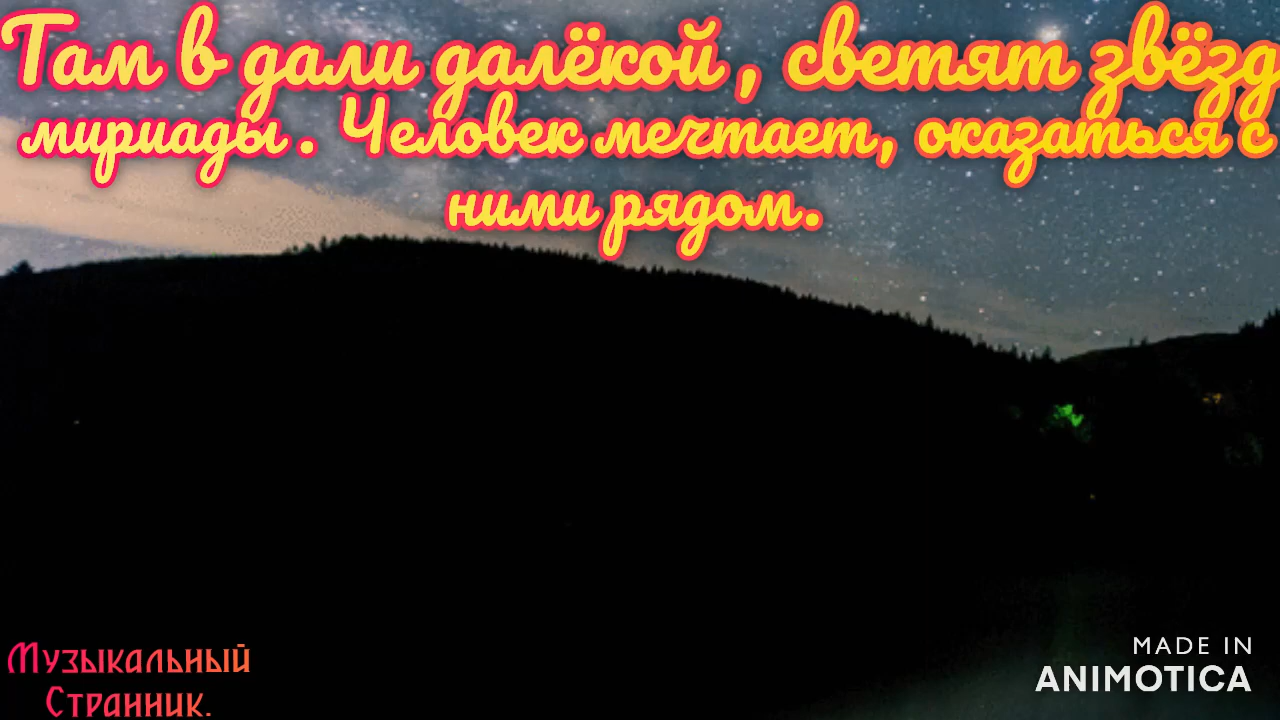 Там в дали далёкой, светят звёзд
мириады. Человек мечтает, оказаться с
ними рядом.
Музыкальный
Странник.
MADE IN
ANIMOTICA